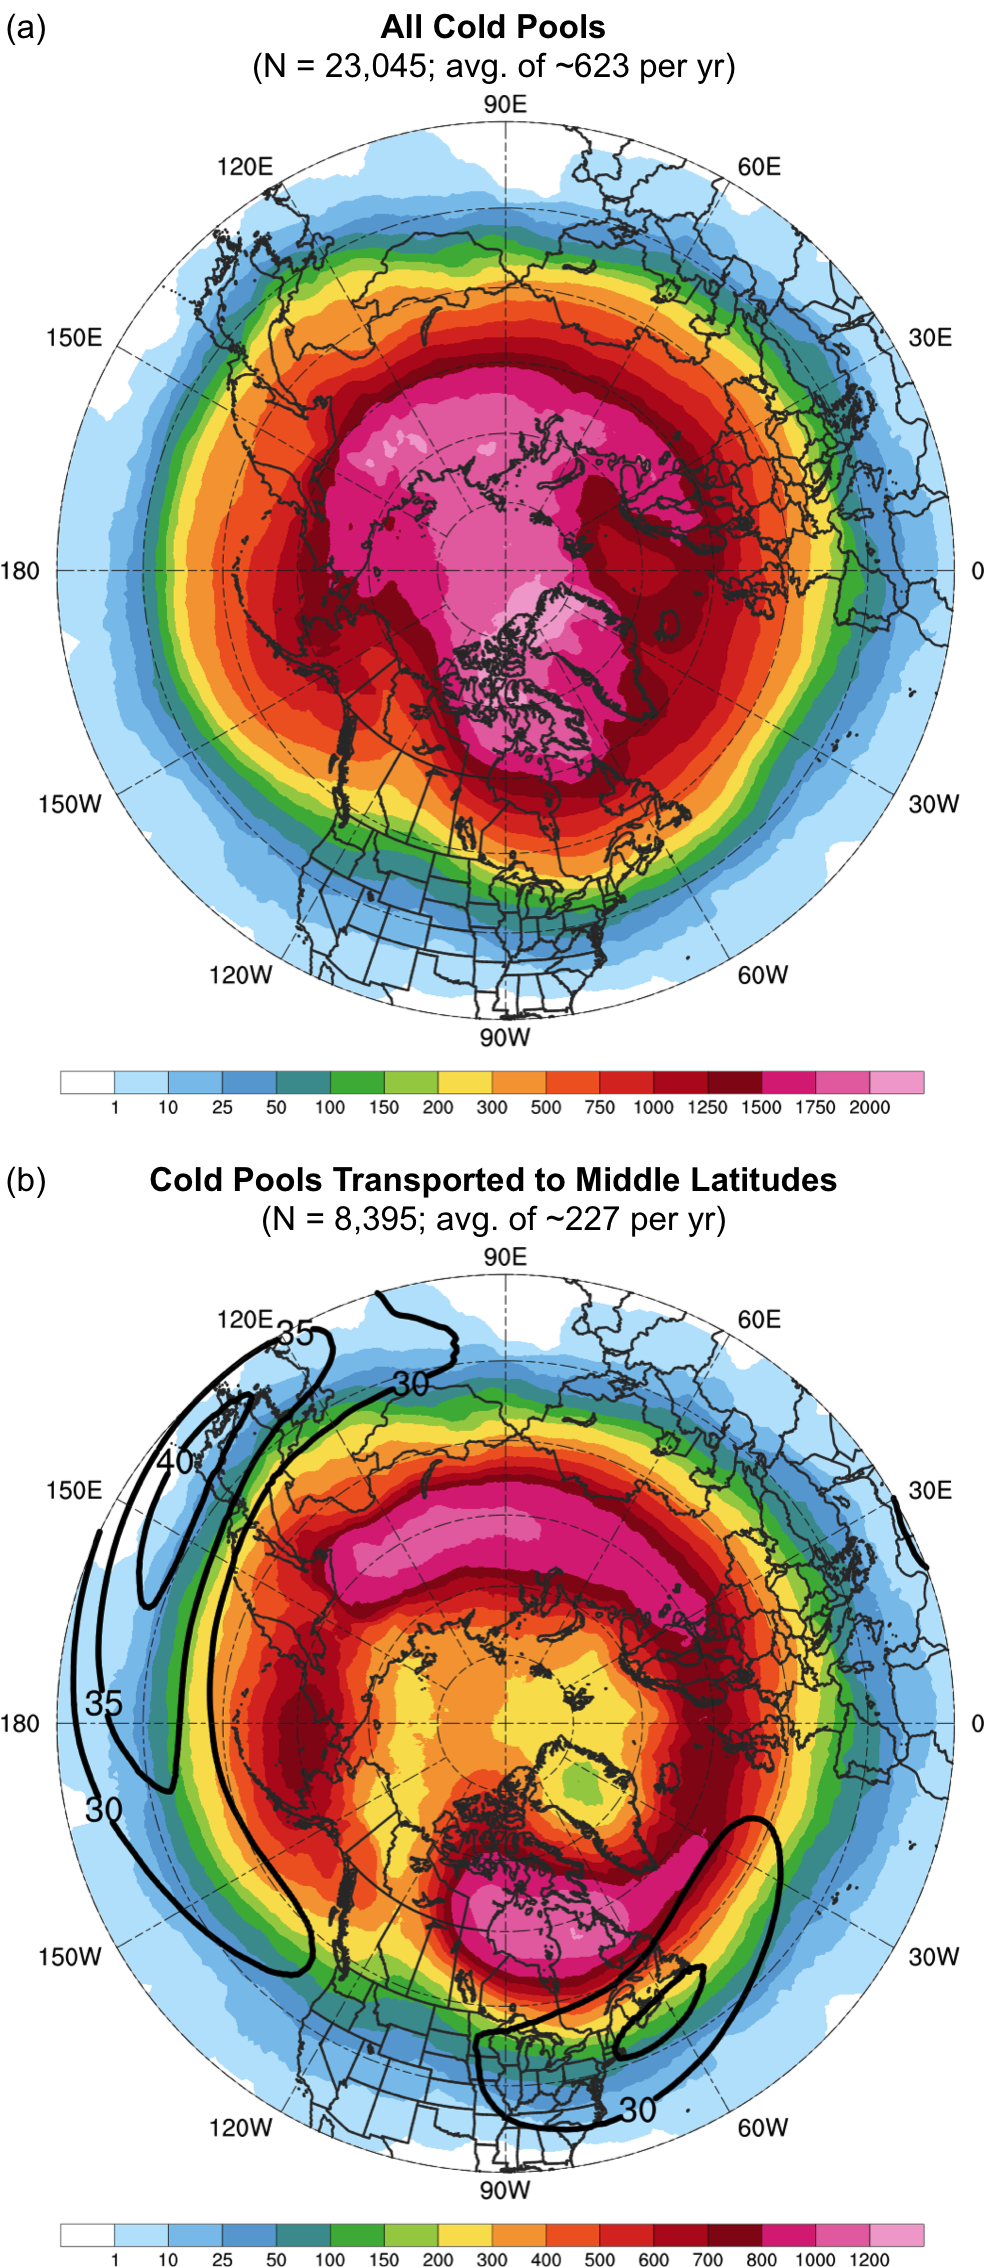 (a)
All Cold Pools
(N = 23,045; avg. of ~623 per yr)
90E
120E
60E
150E
30E
180
0
150W
30W
120W
60W
90W
1 10 25 50 100 150 200 300 500 750 1000 1250 1500 1750 2000
(b)
Cold Pools Transported to Middle Latitudes
(N = 8,395; avg. of ~227 per yr)
90E
120E
60E
35
30
40
150E
30E
35
180
0
30
150W
30W
30
120W
60W
90W
1 10 25 50 100 150 200 300 400 500 600 700 800 1000 1200